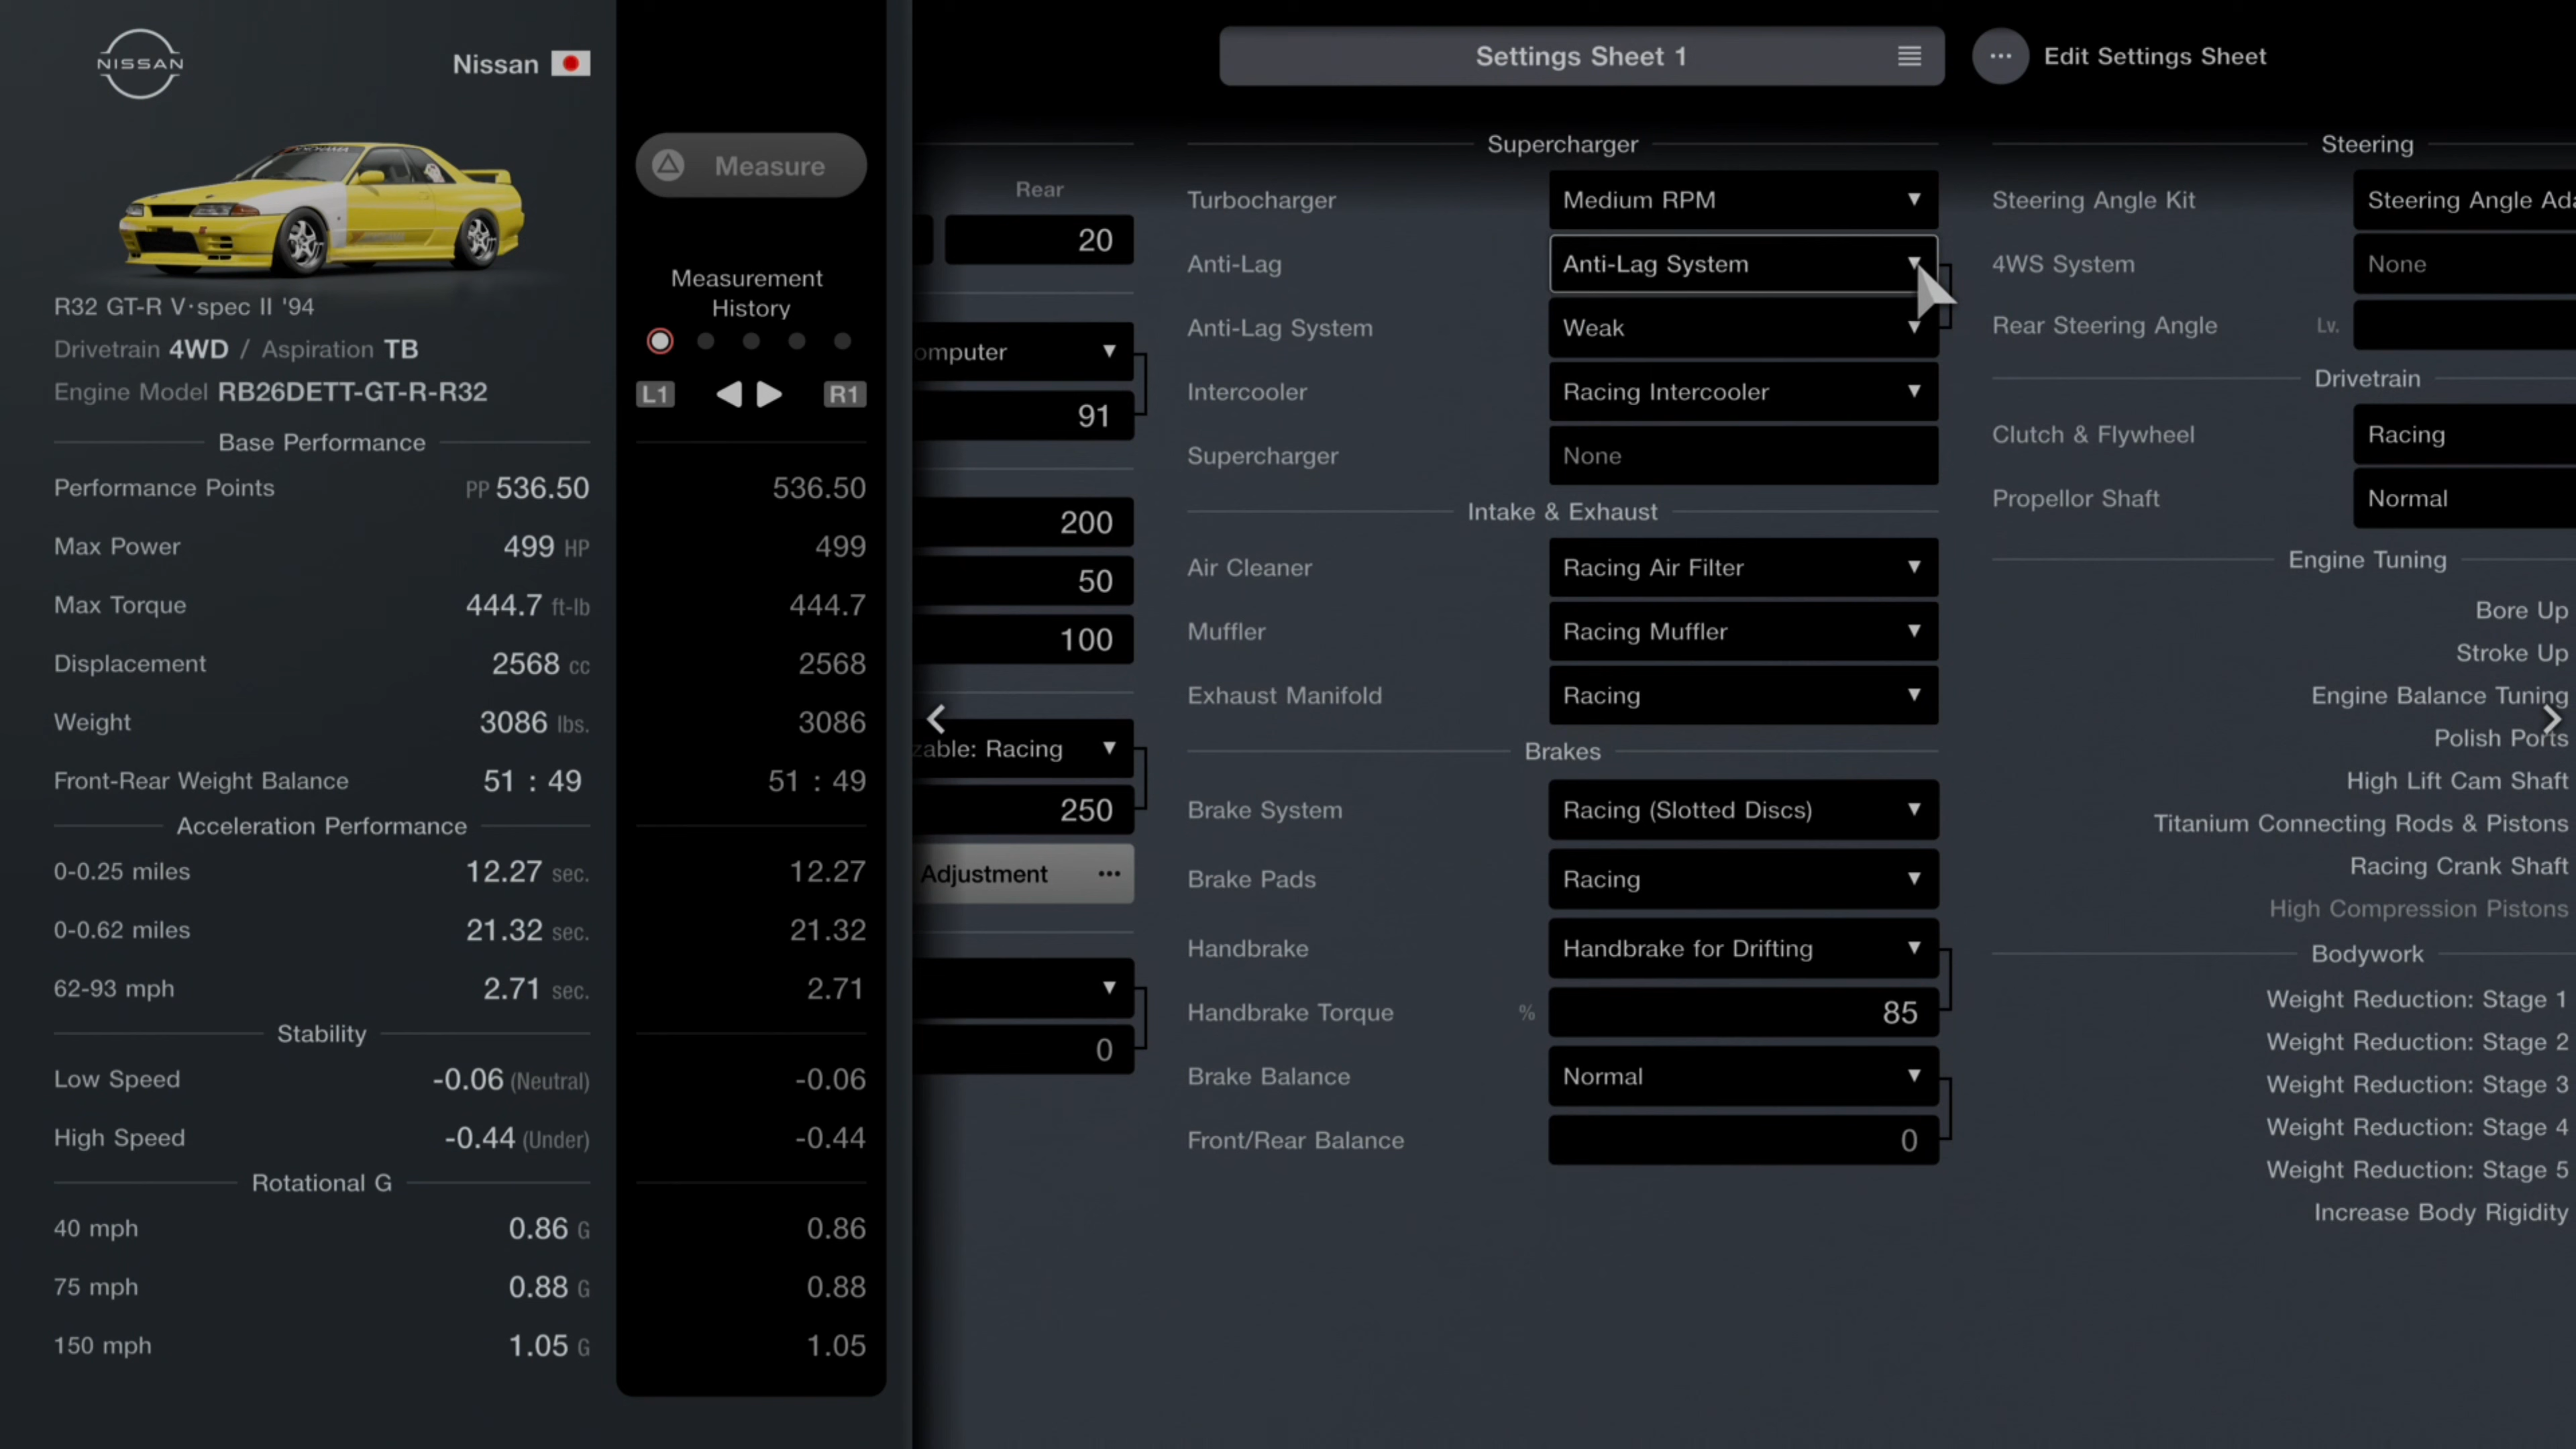 NISSAN
Nissan
R32 GT-R V·spec II '94
Drivetrain 4WD / Aspiration TB
Engine Model RB26DETT-GT-R-R32
Base Performance
Performance Points PP 536.50
Max Power 499 HP
Max Torque 444.7 ft-lb
Displacement 2568 cc
Weight 3086 lbs.
Front-Rear Weight Balance 51 : 49
Acceleration Performance
0-0.25 miles 12.27 sec.
0-0.62 miles 21.32 sec.
62-93 mph 2.71 sec.
Stability
Low Speed -0.06 (Neutral)
High Speed -0.44 (Under)
Rotational G
40 mph 0.86 G
75 mph 0.88 G
150 mph 1.05 G
Measure
Measurement
History
L1 R1
536.50
499
444.7
2568
3086
51 : 49
12.27
21.32
2.71
-0.06
-0.44
0.86
0.88
1.05
Settings Sheet 1
Edit Settings Sheet
Rear
20
omputer
91
200
50
100
zable: Racing
250
Adjustment
0
Supercharger
Turbocharger Medium RPM
Anti-Lag Anti-Lag System
Anti-Lag System Weak
Intercooler Racing Intercooler
Supercharger None
Intake & Exhaust
Air Cleaner Racing Air Filter
Muffler Racing Muffler
Exhaust Manifold Racing
Brakes
Brake System Racing (Slotted Discs)
Brake Pads Racing
Handbrake Handbrake for Drifting
Handbrake Torque % 85
Brake Balance Normal
Front/Rear Balance 0
Steering
Steering Angle Kit Steering Angle Ada
4WS System None
Rear Steering Angle Lv.
Drivetrain
Clutch & Flywheel Racing
Propellor Shaft Normal
Engine Tuning
Bore Up
Stroke Up
Engine Balance Tuning
Polish Ports
High Lift Cam Shaft
Titanium Connecting Rods & Pistons
Racing Crank Shaft
High Compression Pistons
Bodywork
Weight Reduction: Stage 1
Weight Reduction: Stage 2
Weight Reduction: Stage 3
Weight Reduction: Stage 4
Weight Reduction: Stage 5
Increase Body Rigidity